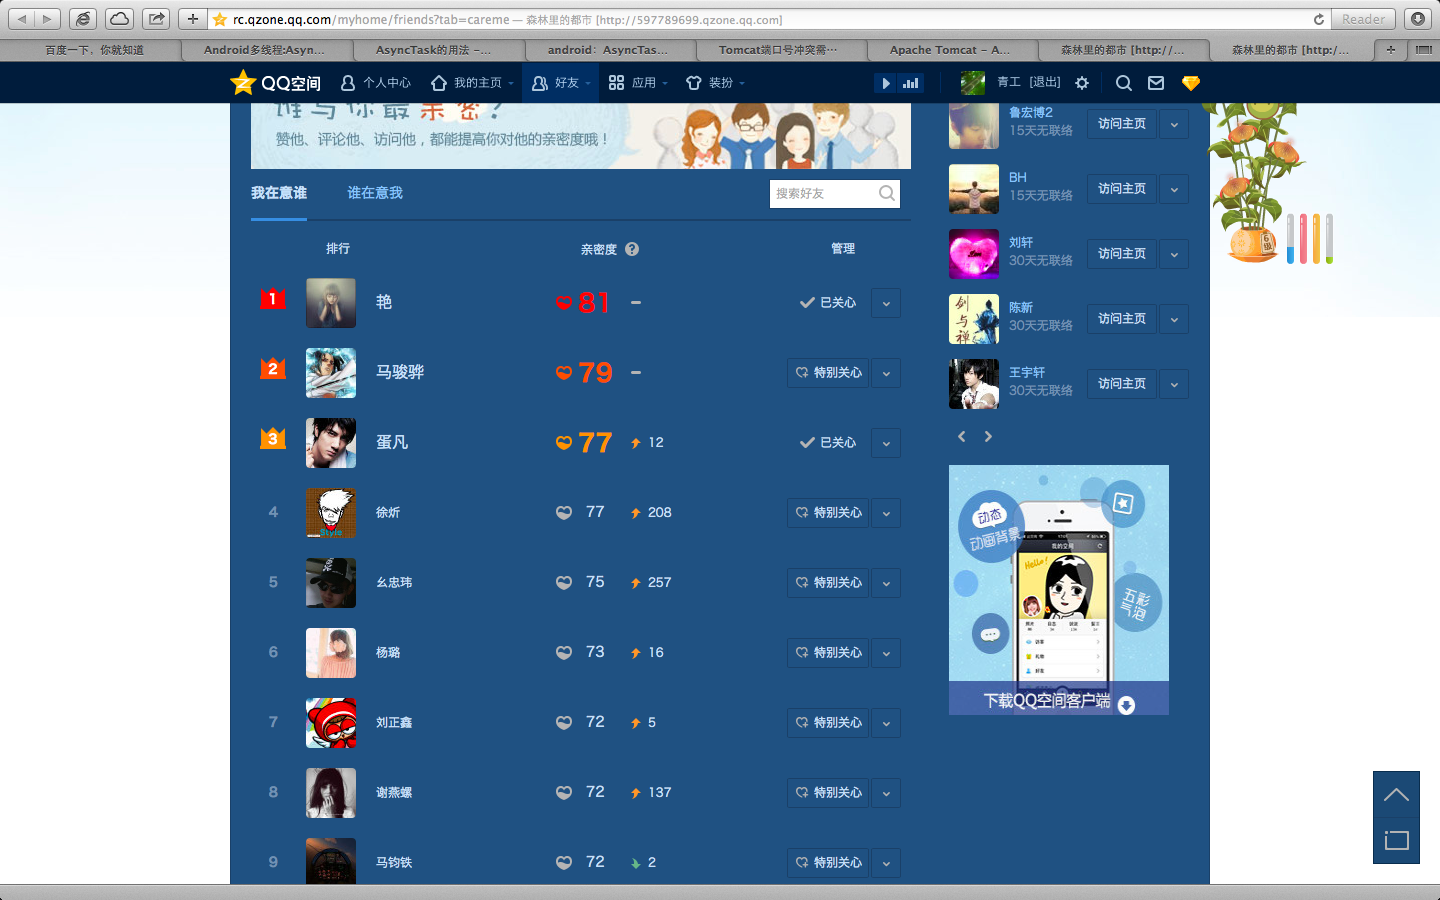 rc.qzone.qq.com/myhome/friends?tab=careme — 森林里的都市 [http://597789699.qzone.qq.com]
Reader
百度一下，你就知道
Android多线程:Asyn...
AsyncTask的用法 -...
android：AsyncTas...
Tomcat端口号冲突需...
Apache Tomcat - A...
森林里的都市 [http://...
森林里的都市 [http:/...
QQ空间
个人中心
我的主页
好友
应用
装扮
青工
[退出]
谁与你最亲密？
赞他、评论他、访问他，都能提高你对他的亲密度哦！
我在意谁
谁在意我
搜索好友
排行
亲密度
?
管理
1
艳
81
已关心
2
马骏骅
79
特别关心
3
蛋凡
77
12
已关心
4
徐妡
77
208
特别关心
5
幺忠玮
75
257
特别关心
6
杨璐
73
16
特别关心
7
刘正鑫
72
5
特别关心
8
谢燕螺
72
137
特别关心
9
马钧铁
72
2
特别关心
鲁宏博2
15天无联络
访问主页
BH
15天无联络
访问主页
刘轩
30天无联络
访问主页
陈新
30天无联络
访问主页
王宇轩
30天无联络
访问主页
剑与禅
Style
6级
动态
动画背景
我的空间
Hello!
五彩
气泡
下载QQ空间客户端